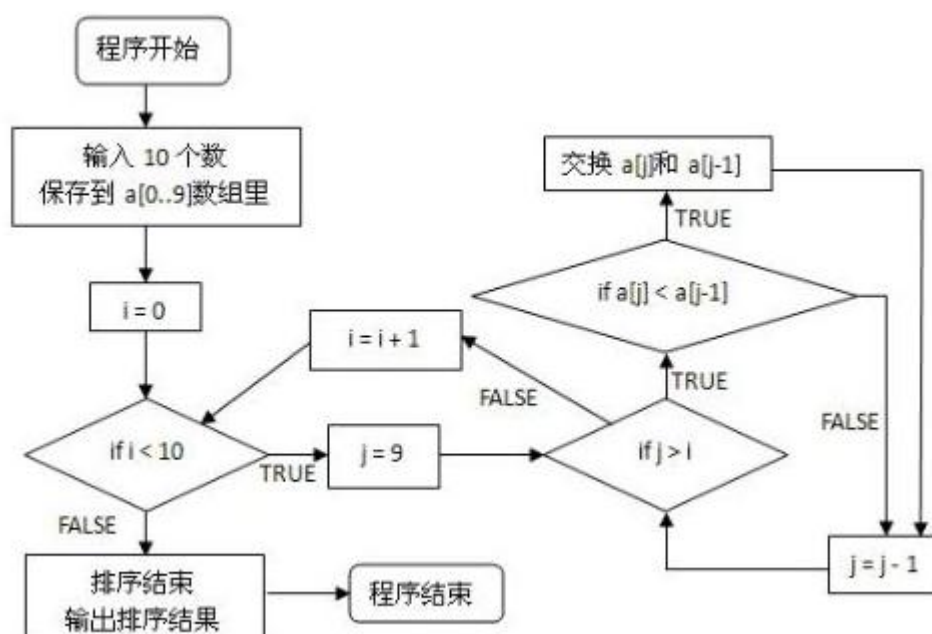 程序开始
输入 10 个数
保存到 a[0..9]数组里
i = 0
if i < 10
TRUE
FALSE
j = 9
i = i + 1
if j > i
FALSE
TRUE
if a[j] < a[j-1]
TRUE
FALSE
交换 a[j]和 a[j-1]
j = j - 1
排序结束
输出排序结果
程序结束